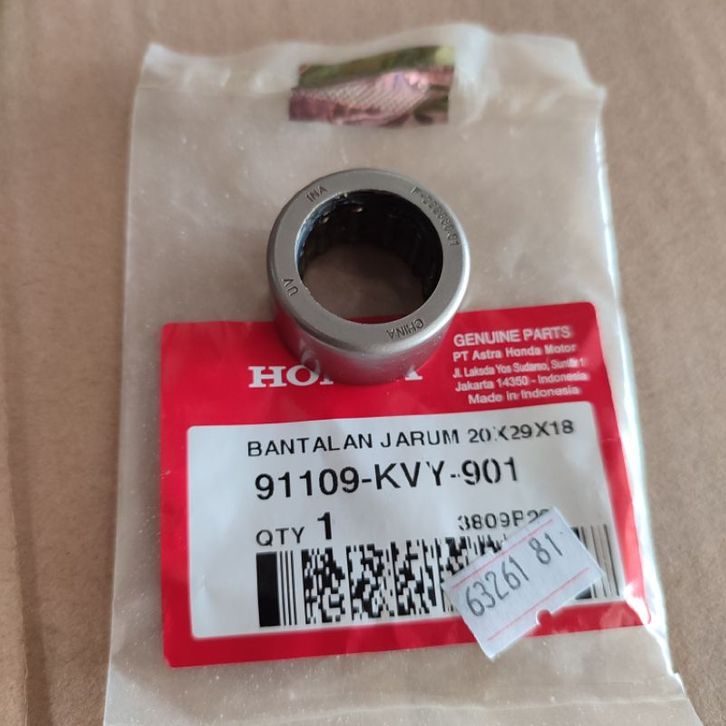 INA
UV
CHINA
GENUINE PARTS
PT Astra Honda Motor
Jl. Laksda Yos Sudarso, Sunter 1
Jakarta 14350 - Indonesia
Made in Indonesia
BANTALAN JARUM 20X29X18
91109-KVY-901
QTY 1
63261 81